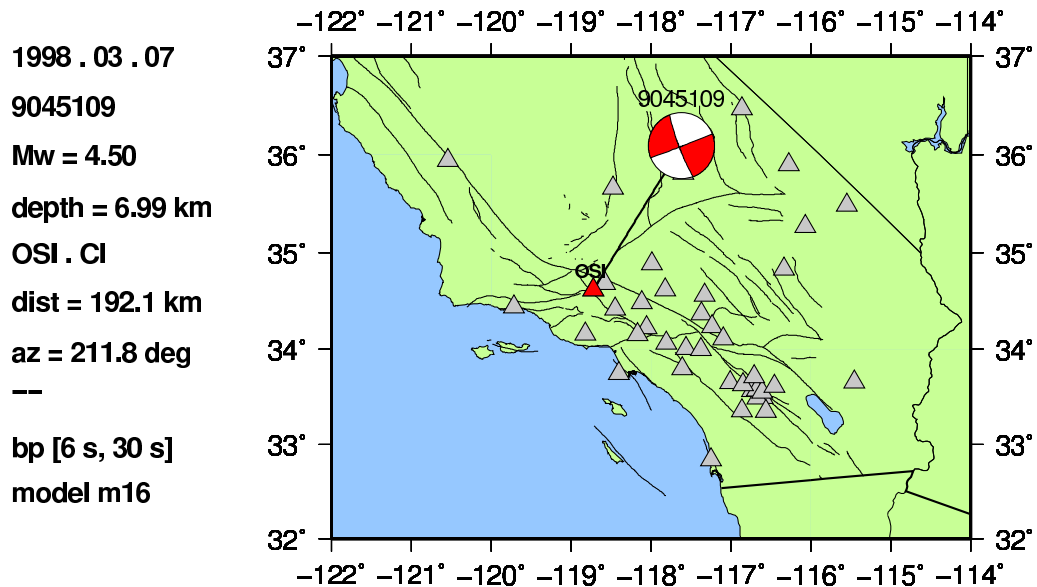 1998 . 03 . 07
9045109
Mw = 4.50
depth = 6.99 km
OSI . CI
dist = 192.1 km
az = 211.8 deg
--
bp [6 s, 30 s]
model m16
−122° −121° −120° −119° −118° −117° −116° −115° −114°
37° 37°
9045109
36° 36°
35° 35°
OSI
34° 34°
33° 33°
32° 32°
−122° −121° −120° −119° −118° −117° −116° −115° −114°